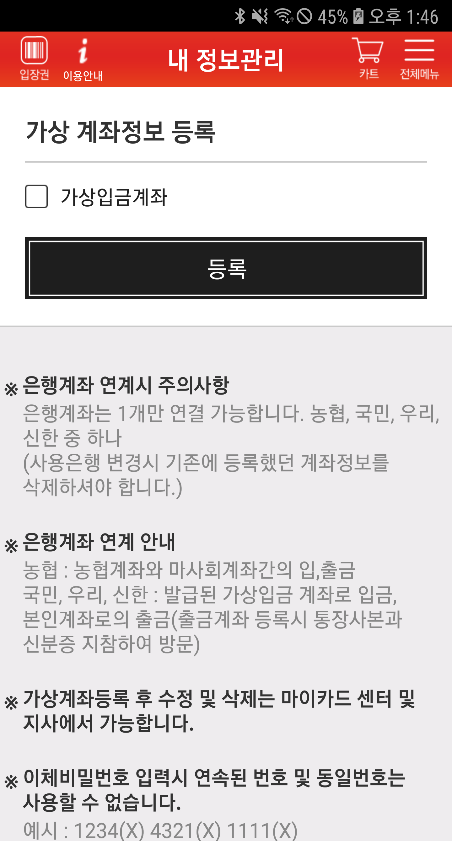 45% 오후 1:46
입장권 이용안내 내 정보관리 카트 전체메뉴
가상 계좌정보 등록
가상입금계좌
등록
※ 은행계좌 연계시 주의사항
은행계좌는 1개만 연결 가능합니다. 농협, 국민, 우리,
신한 중 하나
(사용은행 변경시 기존에 등록했던 계좌정보를
삭제하셔야 합니다.)
※ 은행계좌 연계 안내
농협 : 농협계좌와 마사회계좌간의 입,출금
국민, 우리, 신한 : 발급된 가상입금 계좌로 입금,
본인계좌로의 출금(출금계좌 등록시 통장사본과
신분증 지참하여 방문)
※ 가상계좌등록 후 수정 및 삭제는 마이카드 센터 및
지사에서 가능합니다.
※ 이체비밀번호 입력시 연속된 번호 및 동일번호는
사용할 수 없습니다.
예시 : 1234(X) 4321(X) 1111(X)